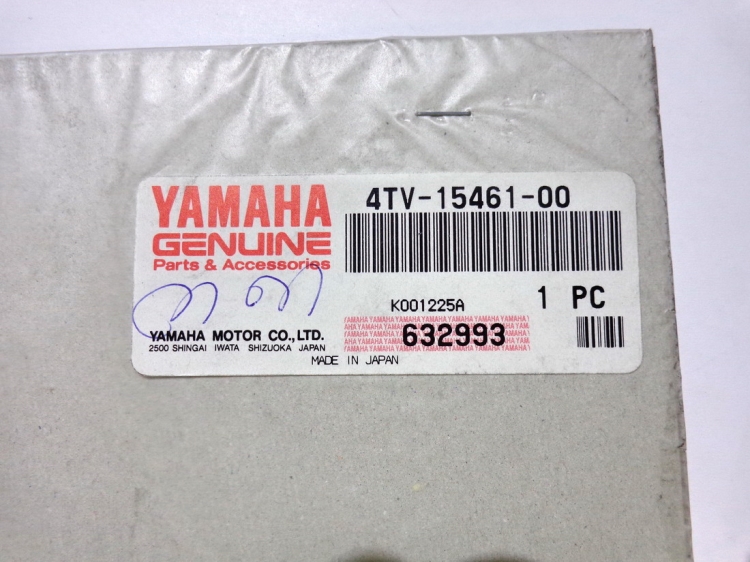 YAMAHA
GENUINE
Parts & Accessories
YAMAHA MOTOR CO.,LTD.
2500 SHINGAI IWATA SHIZUOKA JAPAN
4TV-15461-00
K001225A
1 PC
632993
MADE IN JAPAN